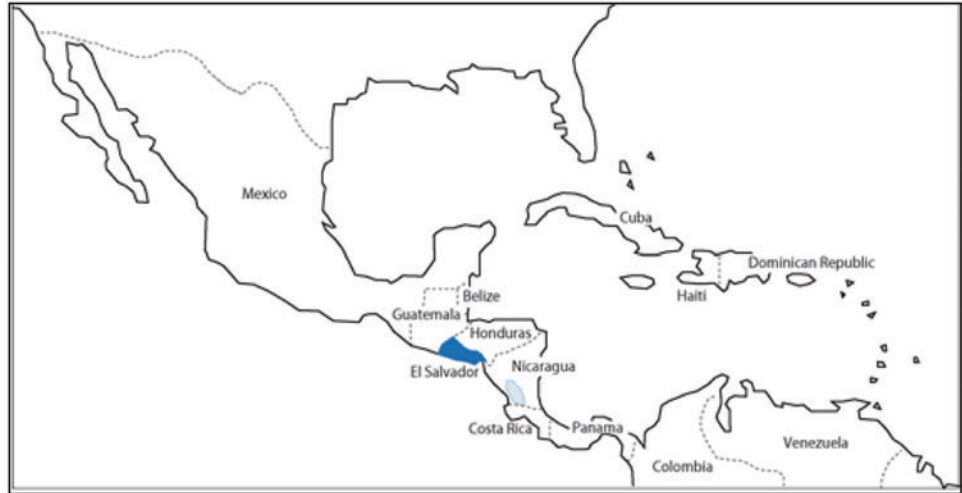 Mexico
Cuba
Dominican Republic
Haiti
Belize
Guatemala
Honduras
El Salvador
Nicaragua
Costa Rica
Panama
Venezuela
Colombia